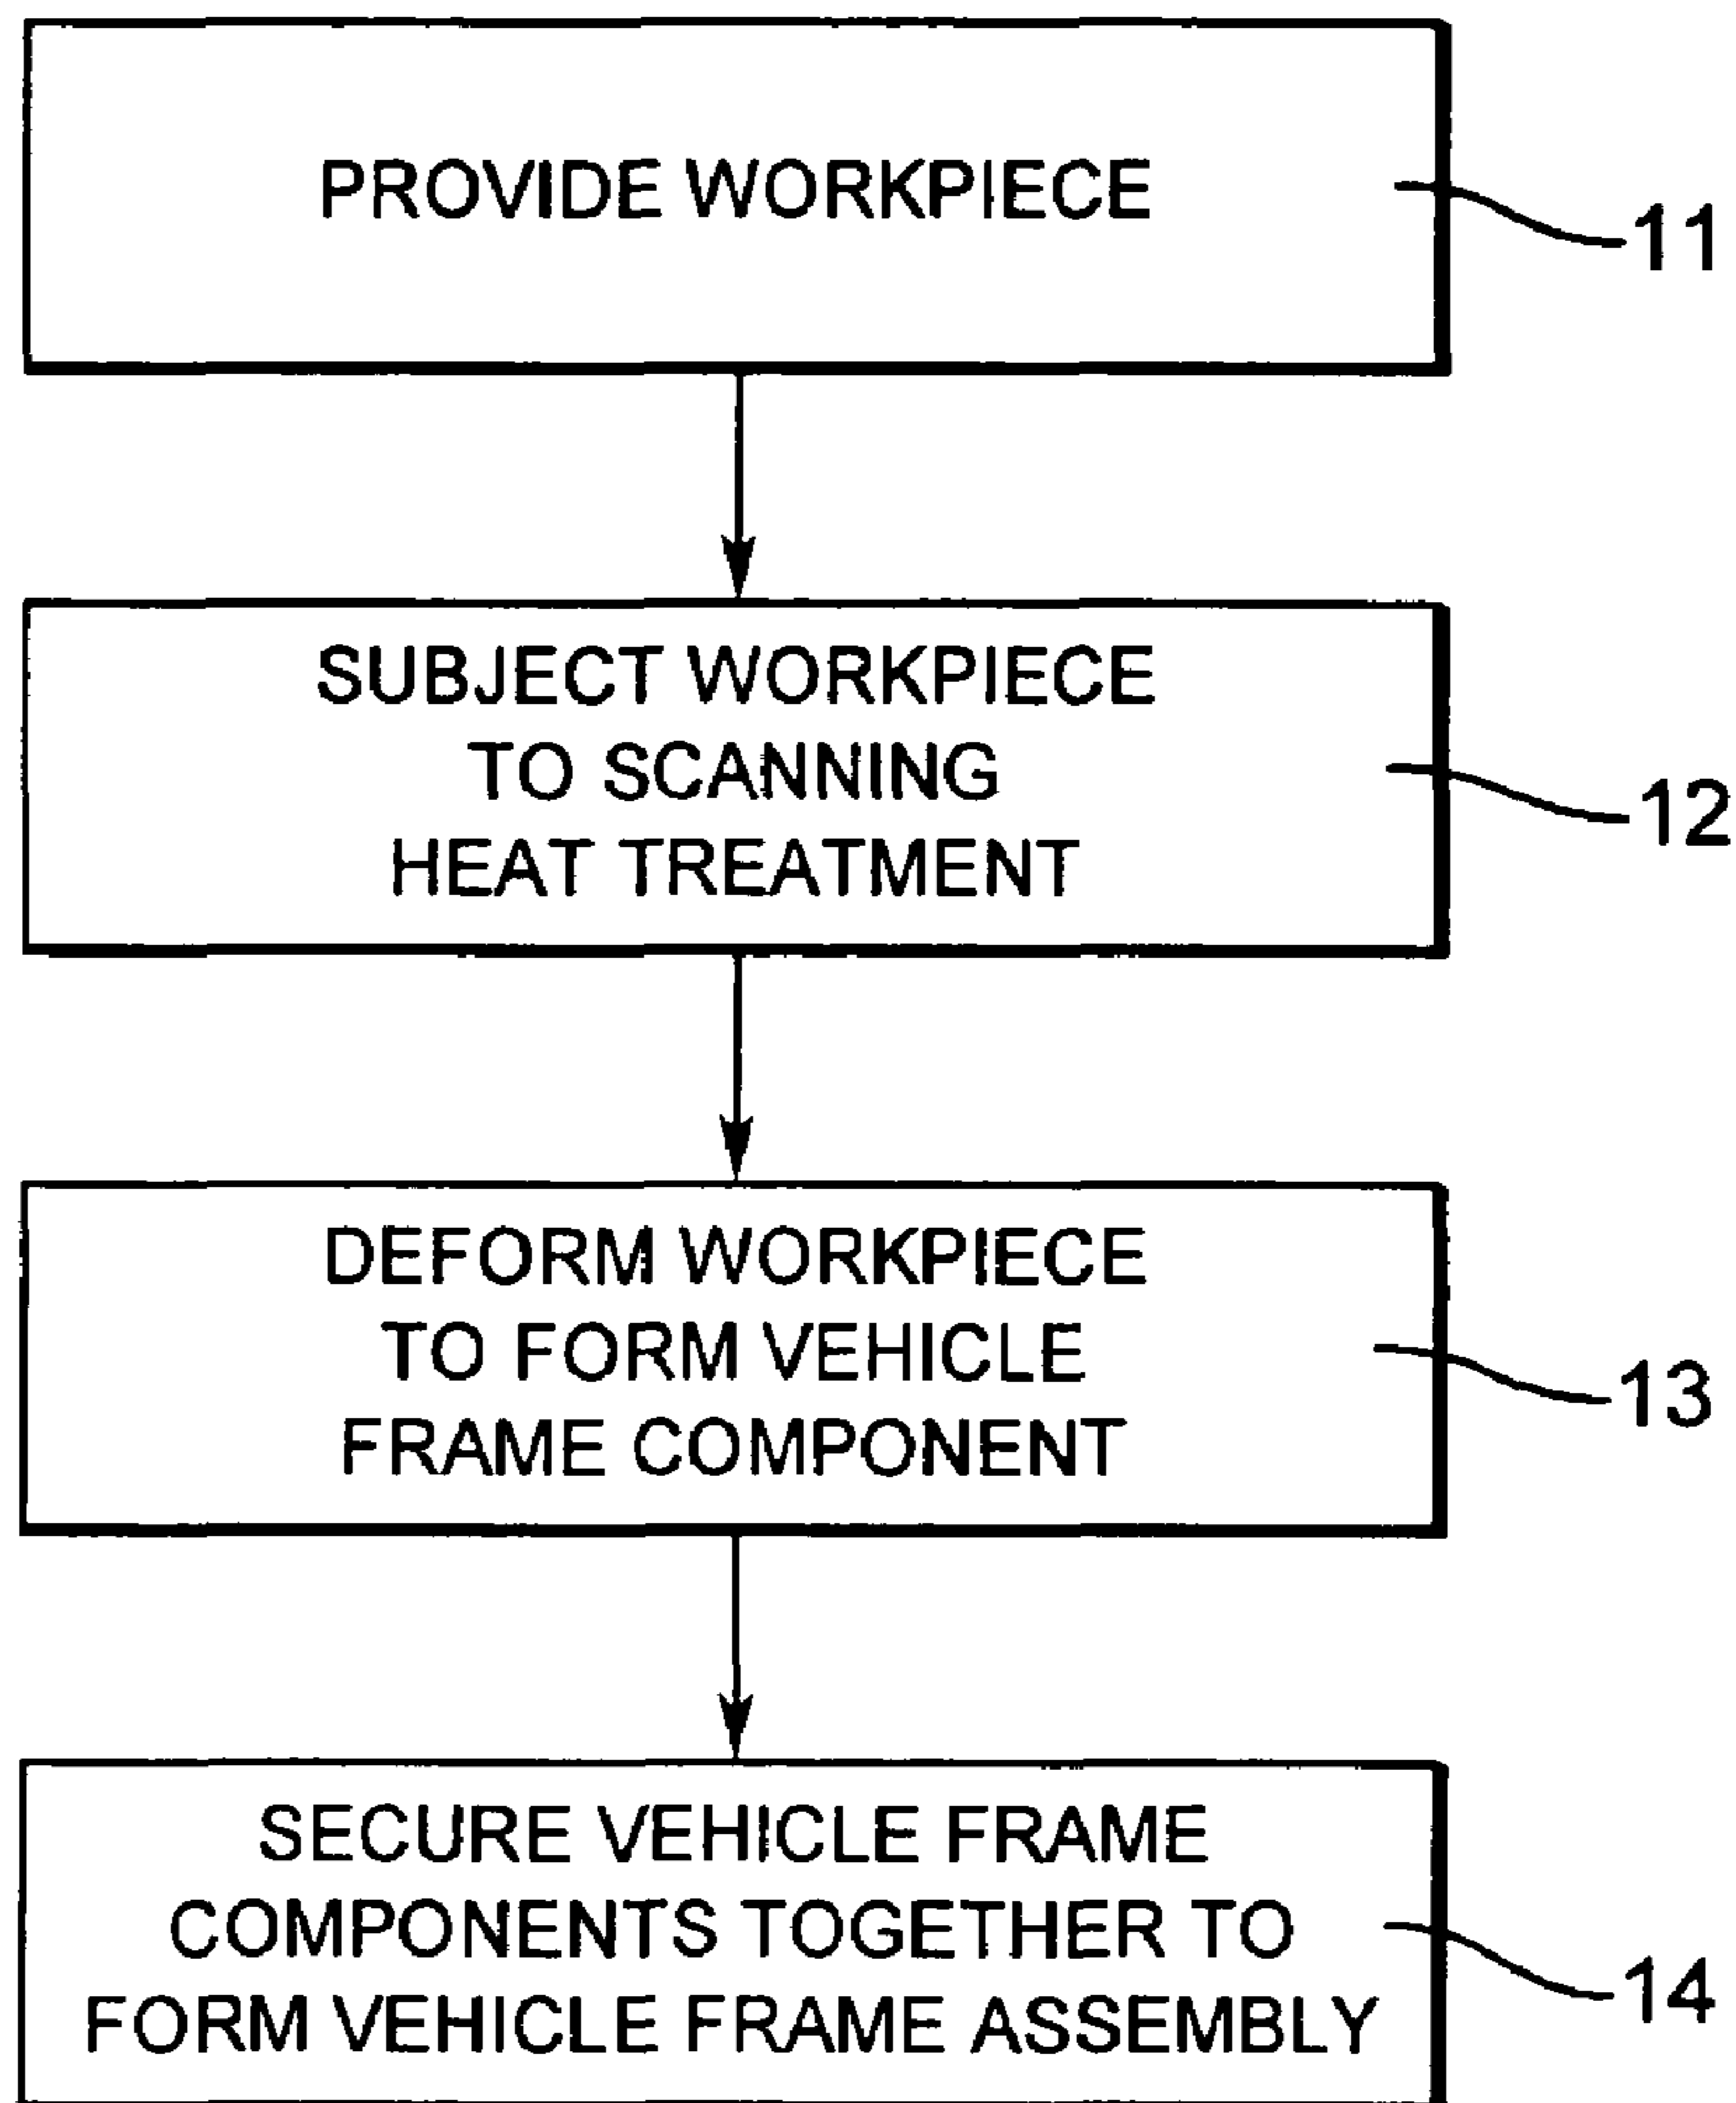 PROVIDE WORKPIECE
11
SUBJECT WORKPIECE
TO SCANNING
HEAT TREATMENT
12
DEFORM WORKPIECE
TO FORM VEHICLE
FRAME COMPONENT
13
SECURE VEHICLE FRAME
COMPONENTS TOGETHER TO
FORM VEHICLE FRAME ASSEMBLY
14